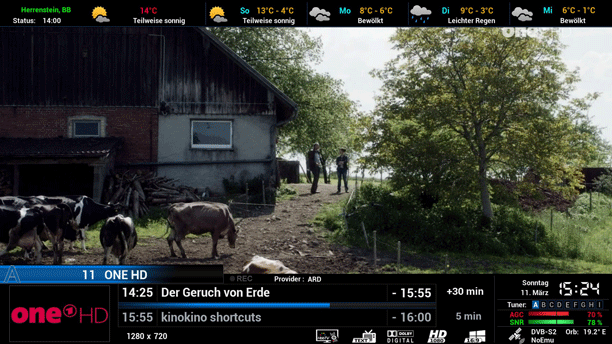 Herrenstein, BB
Status: 14:00
14°C
Teilweise sonnig
So 13°C - 4°C
Teilweise sonnig
Mo 8°C - 6°C
Bewölkt
Di 9°C - 3°C
Leichter Regen
Mi 6°C - 1°C
Bewölkt
one
11 ONE HD
REC
Provider : ARD
one HD
14:25 Der Geruch von Erde - 15:55 +30 min
15:55 kinokino shortcuts - 16:00 5 min
1280 x 720
TEXT
DOLBY
DIGITAL
HD
1080
16:9
Sonntag
11. März
15:24
Tuner: A B C D E F G H I
AGC 70 %
SNR 78 %
DVB-S2 Orb: 19.2° E
NoEmu